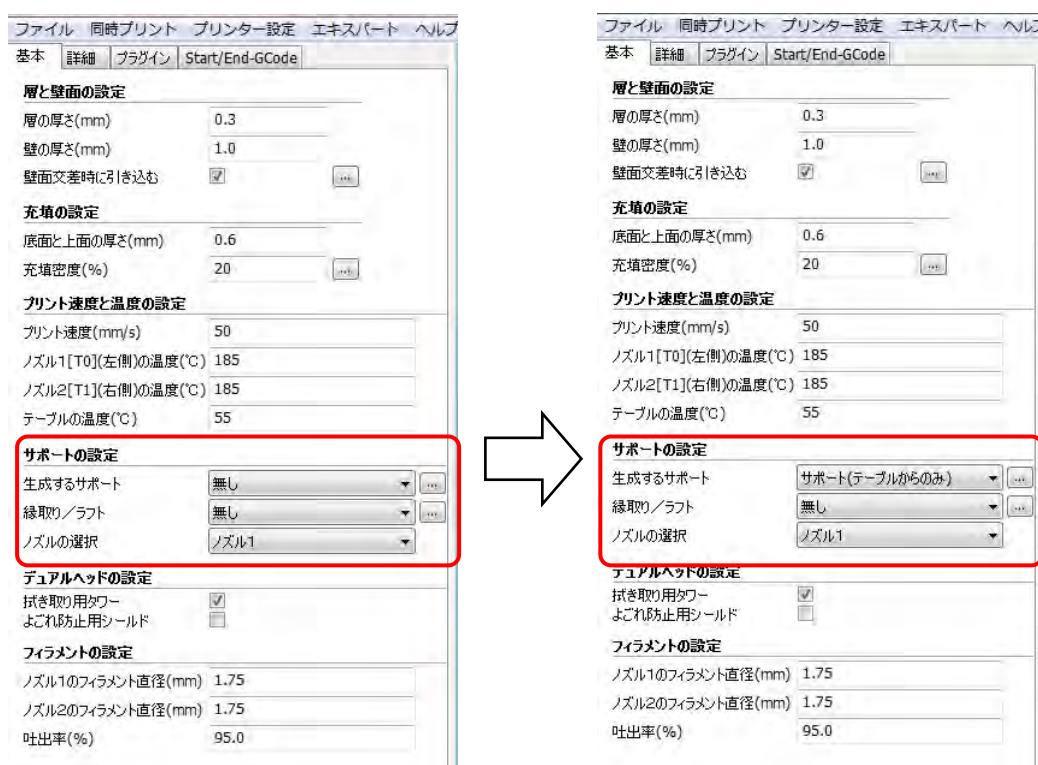 ファイル 同時プリント プリンター設定 エキスパート ヘルプ
基本 詳細 プラグイン Start/End-GCode
層と壁面の設定
層の厚さ(mm) 0.3
壁の厚さ(mm) 1.0
壁面交差時に引き込む ...
充填の設定
底面と上面の厚さ(mm) 0.6
充填密度(%) 20 ...
プリント速度と温度の設定
プリント速度(mm/s) 50
ノズル1[T0](左側)の温度(℃) 185
ノズル2[T1](右側)の温度(℃) 185
テーブルの温度(℃) 55
サポートの設定
生成するサポート 無し ...
縁取り／ラフト 無し ...
ノズルの選択 ノズル1
デュアルヘッドの設定
拭き取り用タワー
よごれ防止用シールド
フィラメントの設定
ノズル1のフィラメント直径(mm) 1.75
ノズル2のフィラメント直径(mm) 1.75
吐出率(%) 95.0
ファイル 同時プリント プリンター設定 エキスパート ヘル
基本 詳細 プラグイン Start/End-GCode
層と壁面の設定
層の厚さ(mm) 0.3
壁の厚さ(mm) 1.0
壁面交差時に引き込む ...
充填の設定
底面と上面の厚さ(mm) 0.6
充填密度(%) 20 ...
プリント速度と温度の設定
プリント速度(mm/s) 50
ノズル1[T0](左側)の温度(℃) 185
ノズル2[T1](右側)の温度(℃) 185
テーブルの温度(℃) 55
サポートの設定
生成するサポート サポート(テーブルからのみ) ...
縁取り／ラフト 無し ...
ノズルの選択 ノズル1
デュアルヘッドの設定
拭き取り用タワー
よごれ防止用シールド
フィラメントの設定
ノズル1のフィラメント直径(mm) 1.75
ノズル2のフィラメント直径(mm) 1.75
吐出率(%) 95.0